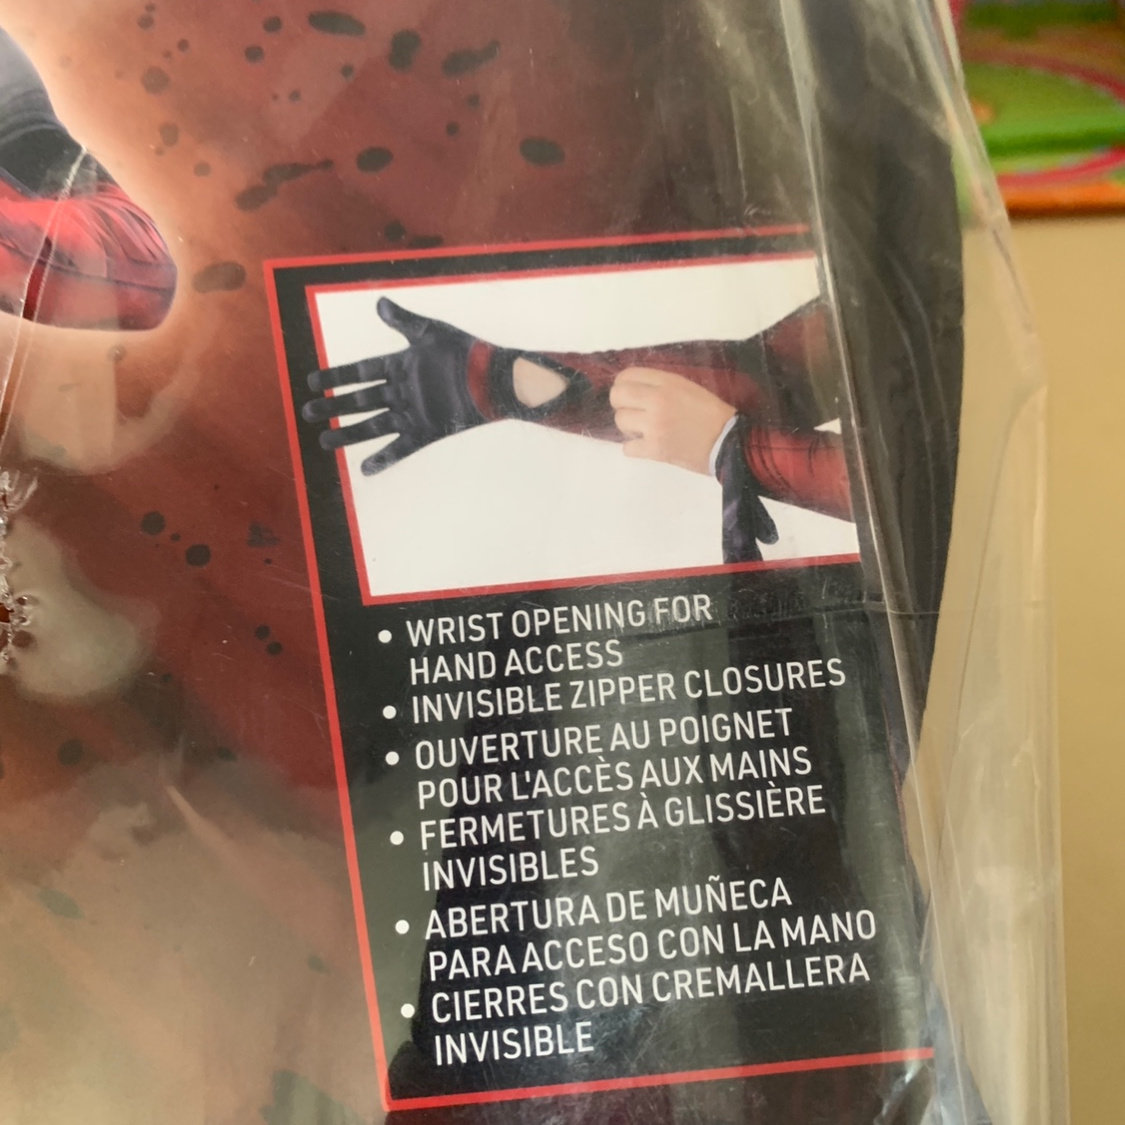 • WRIST OPENING FOR
HAND ACCESS
• INVISIBLE ZIPPER CLOSURES
• OUVERTURE AU POIGNET
POUR L'ACCÈS AUX MAINS
• FERMETURES À GLISSIÈRE
INVISIBLES
• ABERTURA DE MUÑECA
PARA ACCESO CON LA MANO
• CIERRES CON CREMALLERA
INVISIBLE